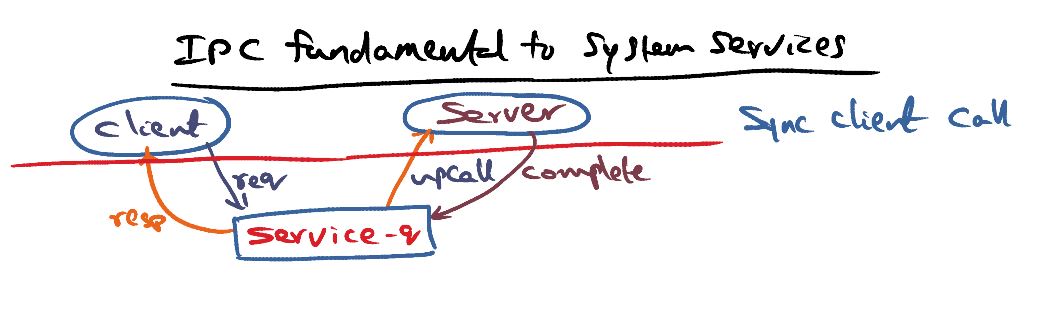 IPC fundamental to System Services
client
Server
Sync client call
req
upcall
complete
resp
Service-q